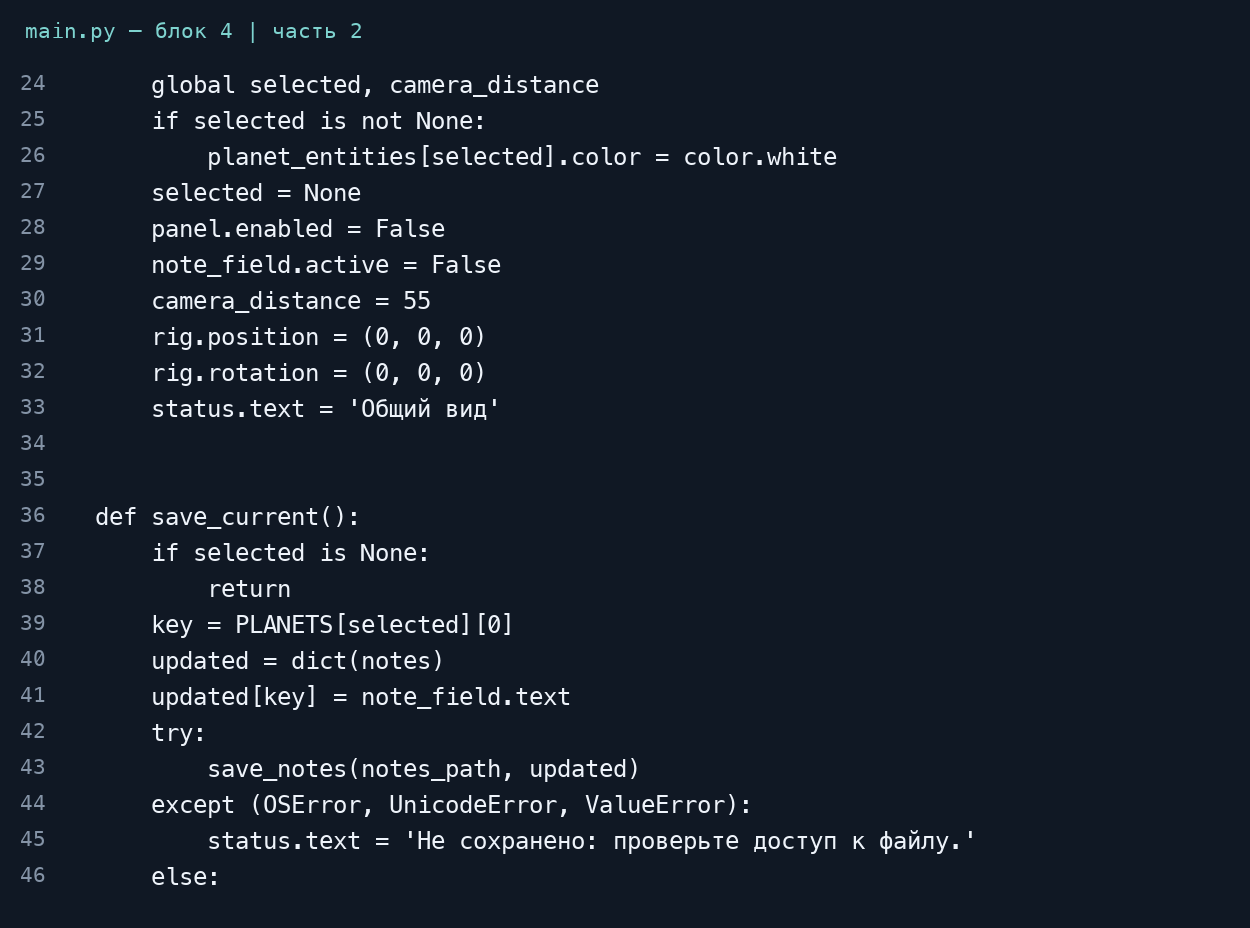 main.py — блок 4 | часть 2
24         global selected, camera_distance
25         if selected is not None:
26             planet_entities[selected].color = color.white
27         selected = None
28         panel.enabled = False
29         note_field.active = False
30         camera_distance = 55
31         rig.position = (0, 0, 0)
32         rig.rotation = (0, 0, 0)
33         status.text = 'Общий вид'
34
35
36     def save_current():
37         if selected is None:
38             return
39         key = PLANETS[selected][0]
40         updated = dict(notes)
41         updated[key] = note_field.text
42         try:
43             save_notes(notes_path, updated)
44         except (OSError, UnicodeError, ValueError):
45             status.text = 'Не сохранено: проверьте доступ к файлу.'
46         else: